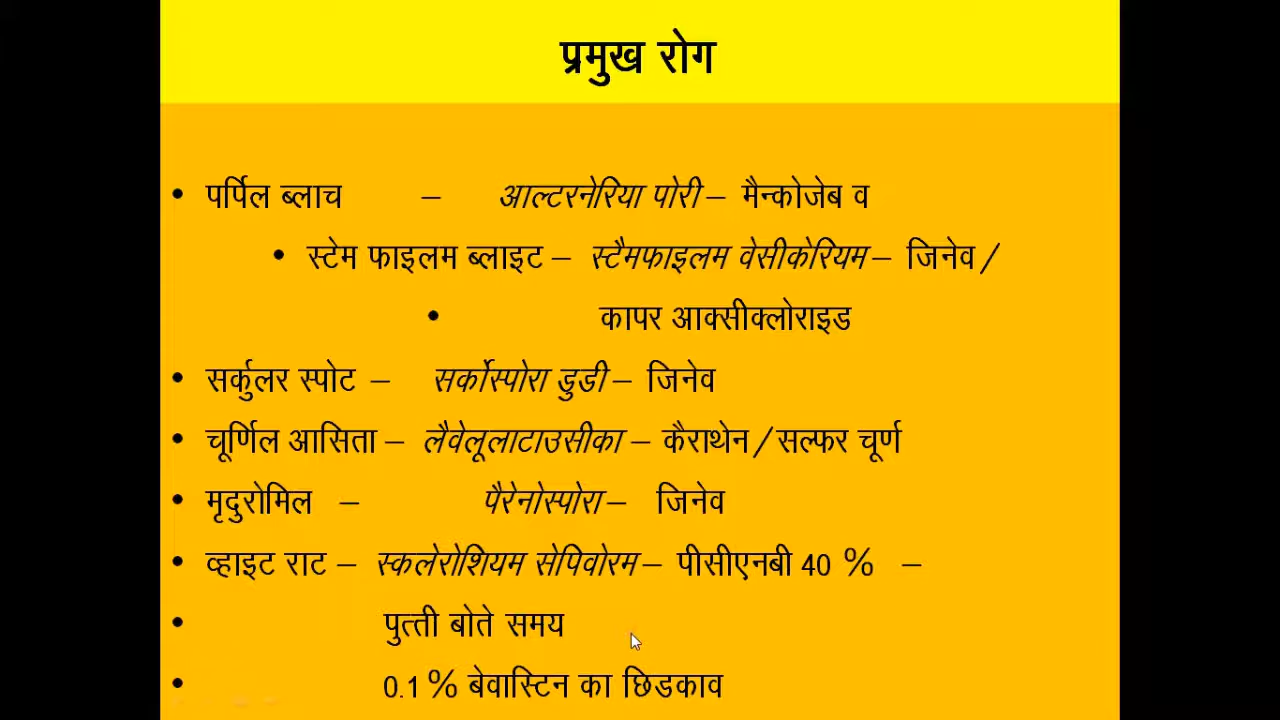 प्रमुख रोग
• पर्पिल ब्लाच – आल्टरनेरिया पोरी – मैन्कोजेब व
• स्टेम फाइलम ब्लाइट – स्टैमफाइलम वेसीकेरियम – जिनेव /
• कापर आक्सीक्लोराइड
• सर्कुलर स्पोट – सर्कोस्पोरा डुडी – जिनेव
• चूर्णिल आसिता – लैवेलूलाटाउसीका – कैराथेन / सल्फर चूर्ण
• मृदुरोमिल – पैरेनोस्पोरा – जिनेव
• व्हाइट राट – स्कलेरोशियम सेपिवोरम – पीसीएनबी 40 % –
• पुत्ती बोते समय
• 0.1 % बेवास्टिन का छिडकाव